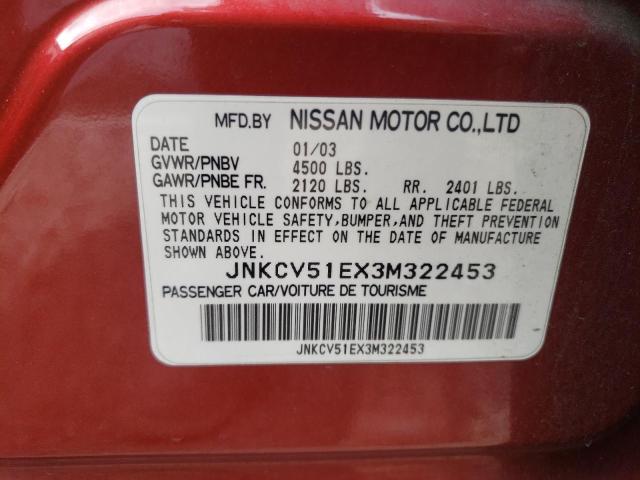 MFD.BY NISSAN MOTOR CO.,LTD
DATE 01/03
GVWR/PNBV 4500 LBS.
GAWR/PNBE FR. 2120 LBS. RR. 2401 LBS.
THIS VEHICLE CONFORMS TO ALL APPLICABLE FEDERAL
MOTOR VEHICLE SAFETY,BUMPER,AND THEFT PREVENTION
STANDARDS IN EFFECT ON THE DATE OF MANUFACTURE
SHOWN ABOVE.
JNKCV51EX3M322453
PASSENGER CAR/VOITURE DE TOURISME
JNKCV51EX3M322453